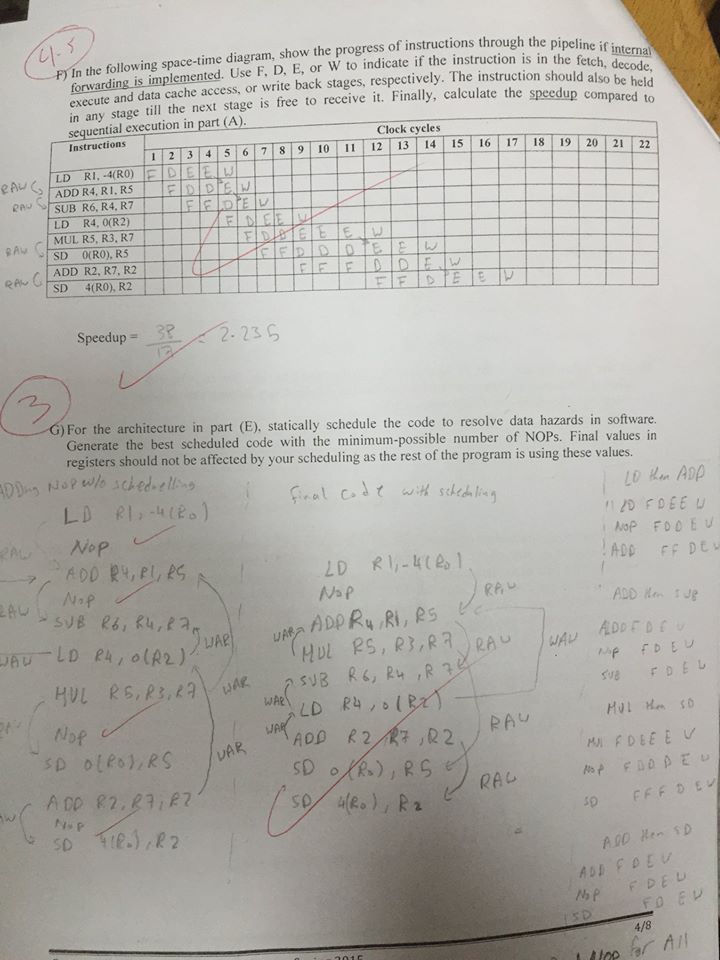 4.5
F) In the following space-time diagram, show the progress of instructions through the pipeline if internal
forwarding is implemented. Use F, D, E, or W to indicate if the instruction is in the fetch, decode,
execute and data cache access, or write back stages, respectively. The instruction should also be held
in any stage till the next stage is free to receive it. Finally, calculate the speedup compared to
sequential execution in part (A).
Instructions Clock cycles
1 2 3 4 5 6 7 8 9 10 11 12 13 14 15 16 17 18 19 20 21 22
LD R1, -4(R0) F D E E W
RAW ADD R4, R1, R5 F D D E W
RAW SUB R6, R4, R7 F F D E W
LD R4, 0(R2) F D E E W
MUL R5, R3, R7 F D D E E E W
RAW SD 0(R0), R5 F F D D D E E W
ADD R2, R7, R2 F F F D D E W
RAW SD 4(R0), R2 F F D E E W
Speedup = 38/17 = 2.235
3
G) For the architecture in part (E), statically schedule the code to resolve data hazards in software.
Generate the best scheduled code with the minimum-possible number of NOPs. Final values in
registers should not be affected by your scheduling as the rest of the program is using these values.
ADDing NOP w/o schedwelling
LD R1, -4(R0)
NOP
RAW
ADD R4, R1, R5
NOP
RAW
SUB R6, R4, R7
WAR
WAW
LD R4, 0(R2)
MUL R5, R3, R7
WAR
NOP
SD 0(R0), R5
WAR
ADD R2, R7, R2
NOP
SD 4(R0), R2
final code with scheduling
LD R1, -4(R0)
NOP
RAW
ADD R4, R1, R5
WAR
MUL R5, R3, R7
RAW
WAW
SUB R6, R4, R7
WAR
LD R4, 0(R2)
WAR
ADD R2, R7, R2
RAW
SD 0(R0), R5
RAW
SD 4(R0), R2
LD then ADD
LD F D E E W
NOP F D D E W
ADD F F D E W
ADD then SUB
ADD F D E W
NOP F D E W
SUB F D E W
MUL then SD
MUL F D E E E W
NOP F D D D E W
SD F F F D E W
ADD then SD
ADD F D E W
NOP F D E W
SD F D E W
4/8
for All